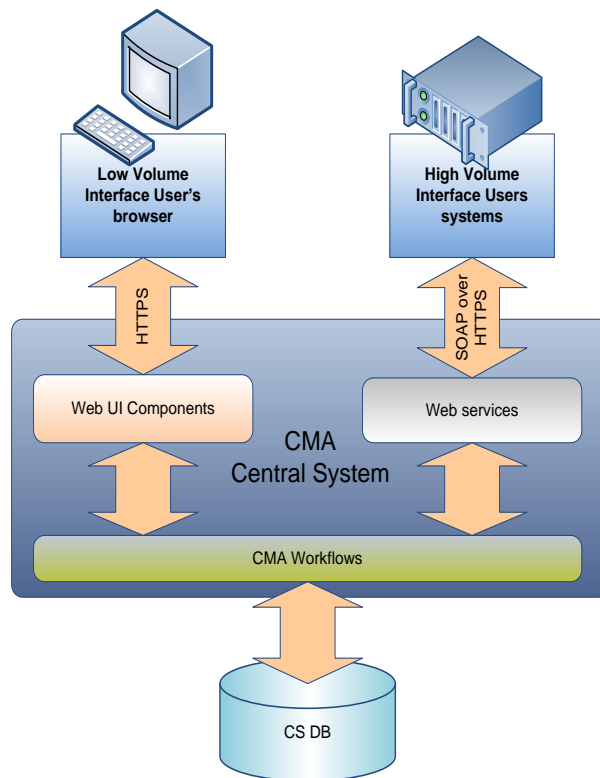 Low Volume
Interface User's
browser
High Volume
Interface Users
systems
HTTPS
SOAP over
HTTPS
Web UI Components
Web services
CMA
Central System
CMA Workflows
CS DB